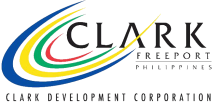 CLARK
FREEPORT
PHILIPPINES
CLARK DEVELOPMENT CORPORATION